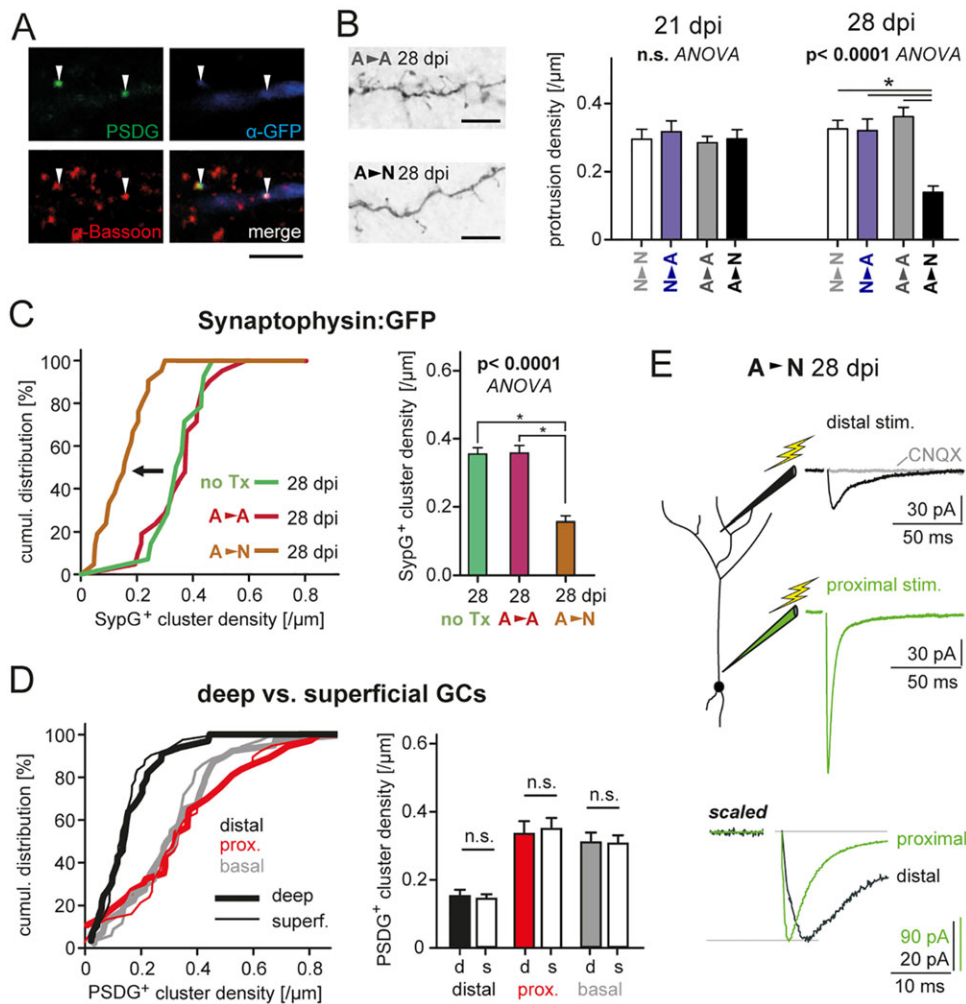 A
PSDG
α-GFP
α-Bassoon
merge
B
A►A 28 dpi
A►N 28 dpi
21 dpi
n.s. ANOVA
28 dpi
p< 0.0001 ANOVA
*
protrusion density [/µm]
0.4
0.2
0
N►N
N►A
A►A
A►N
N►N
N►A
A►A
A►N
C
Synaptophysin:GFP
cumul. distribution [%]
100
80
60
40
20
0
no Tx 28 dpi
A►A 28 dpi
A►N 28 dpi
0 0.2 0.4 0.6 0.8
SypG+ cluster density [/µm]
p< 0.0001
ANOVA
*
*
SypG+ cluster density [/µm]
0.6
0.4
0.2
0.0
28 28 28 dpi
no Tx A►A A►N
D
deep vs. superficial GCs
cumul. distribution [%]
100
80
60
40
20
0
distal
prox.
basal
deep
superf.
0 0.2 0.4 0.6 0.8
PSDG+ cluster density [/µm]
PSDG+ cluster density [/µm]
0.6
0.4
0.2
0
n.s.
n.s.
n.s.
d s d s d s
distal prox. basal
E
A►N 28 dpi
distal stim.
CNQX
30 pA
50 ms
proximal stim.
30 pA
50 ms
scaled
proximal
distal
90 pA
20 pA
10 ms